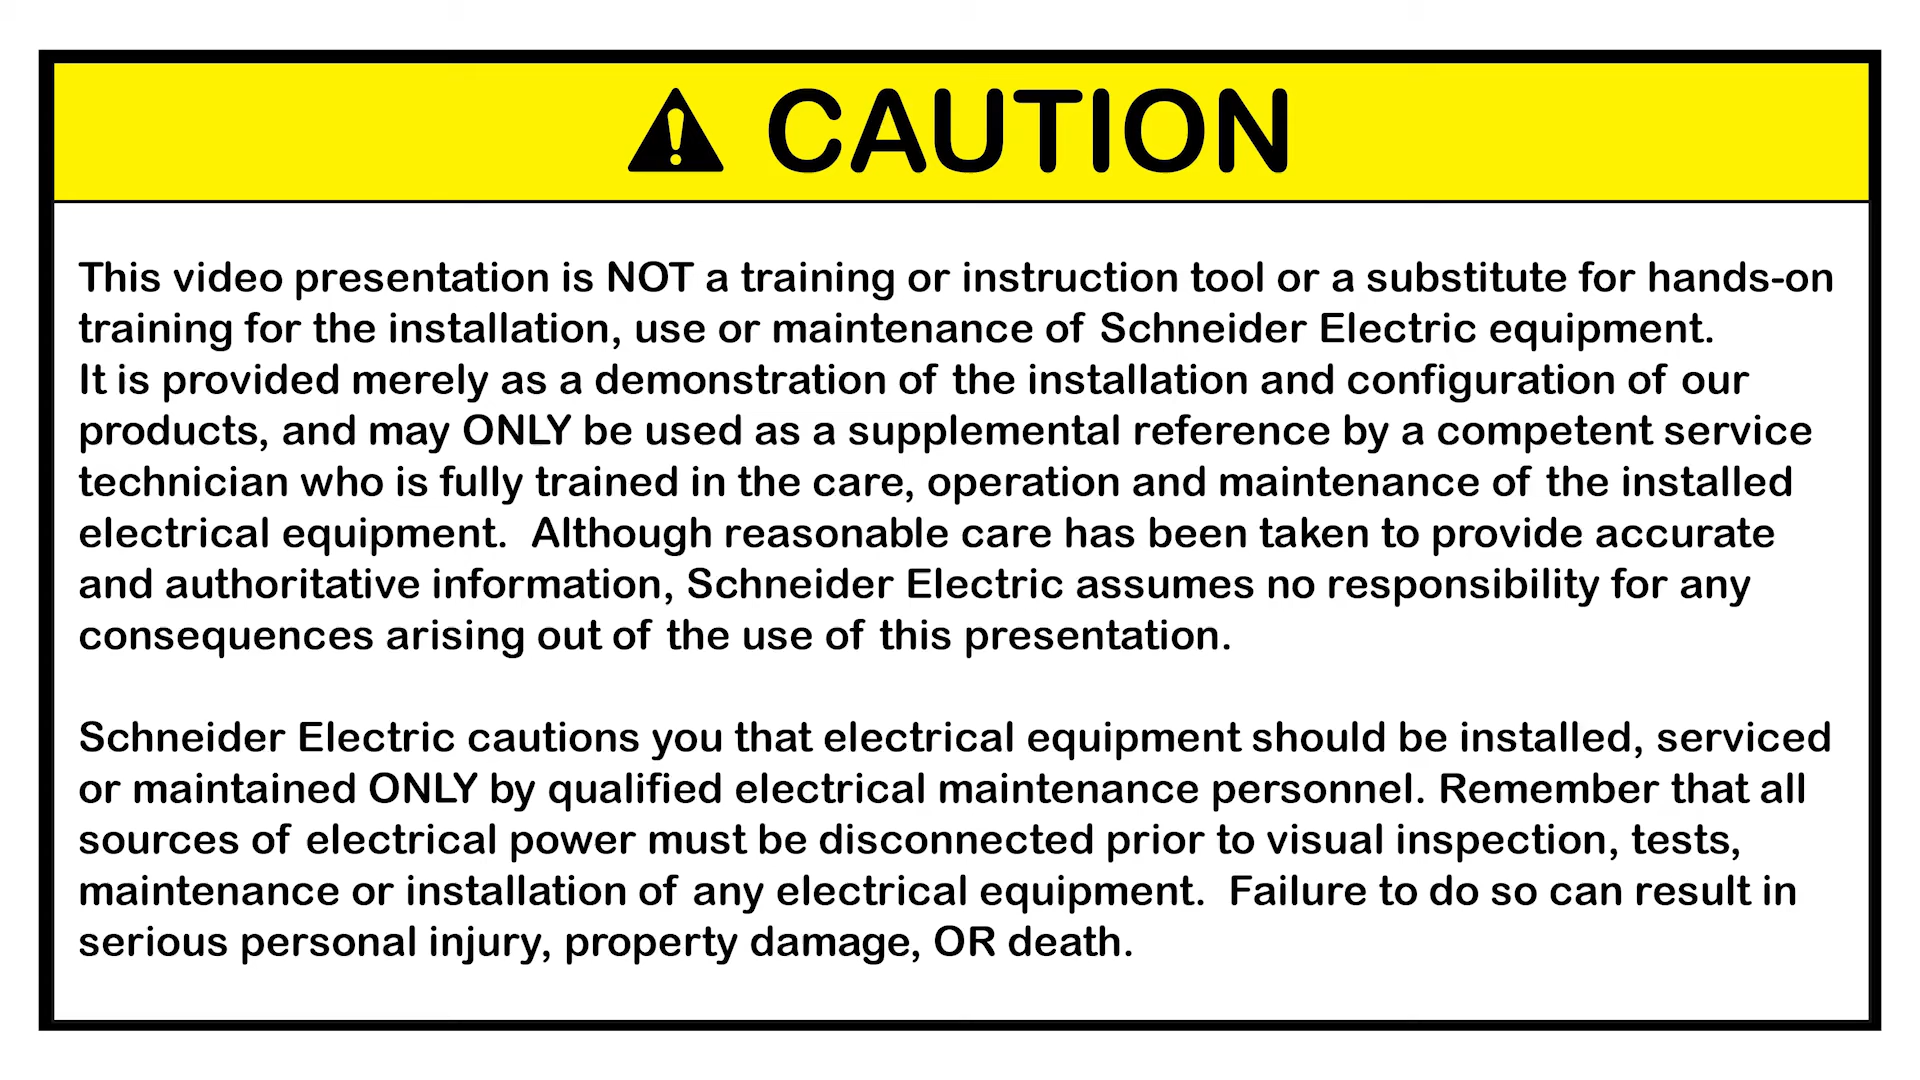 CAUTION
This video presentation is NOT a training or instruction tool or a substitute for hands-on
training for the installation, use or maintenance of Schneider Electric equipment.
It is provided merely as a demonstration of the installation and configuration of our
products, and may ONLY be used as a supplemental reference by a competent service
technician who is fully trained in the care, operation and maintenance of the installed
electrical equipment.  Although reasonable care has been taken to provide accurate
and authoritative information, Schneider Electric assumes no responsibility for any
consequences arising out of the use of this presentation.
Schneider Electric cautions you that electrical equipment should be installed, serviced
or maintained ONLY by qualified electrical maintenance personnel. Remember that all
sources of electrical power must be disconnected prior to visual inspection, tests,
maintenance or installation of any electrical equipment.  Failure to do so can result in
serious personal injury, property damage, OR death.